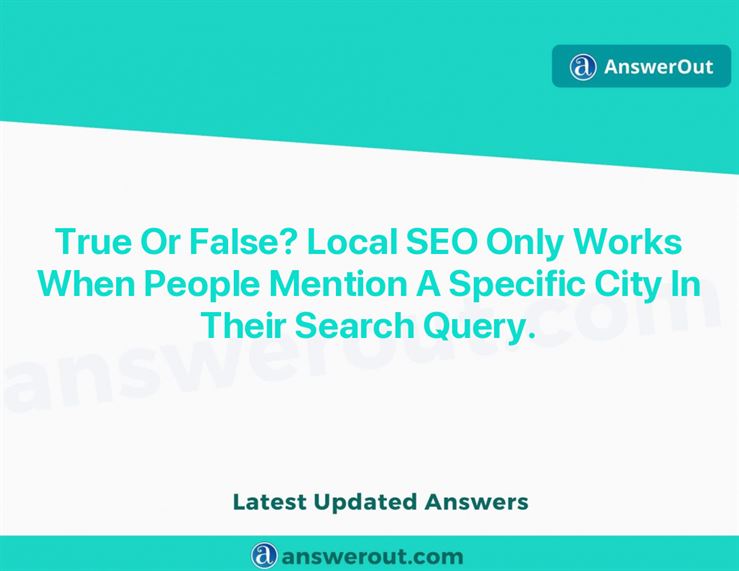 AnswerOut
True Or False? Local SEO Only Works
When People Mention A Specific City In
Their Search Query.
answerout.com
Latest Updated Answers
answerout.com